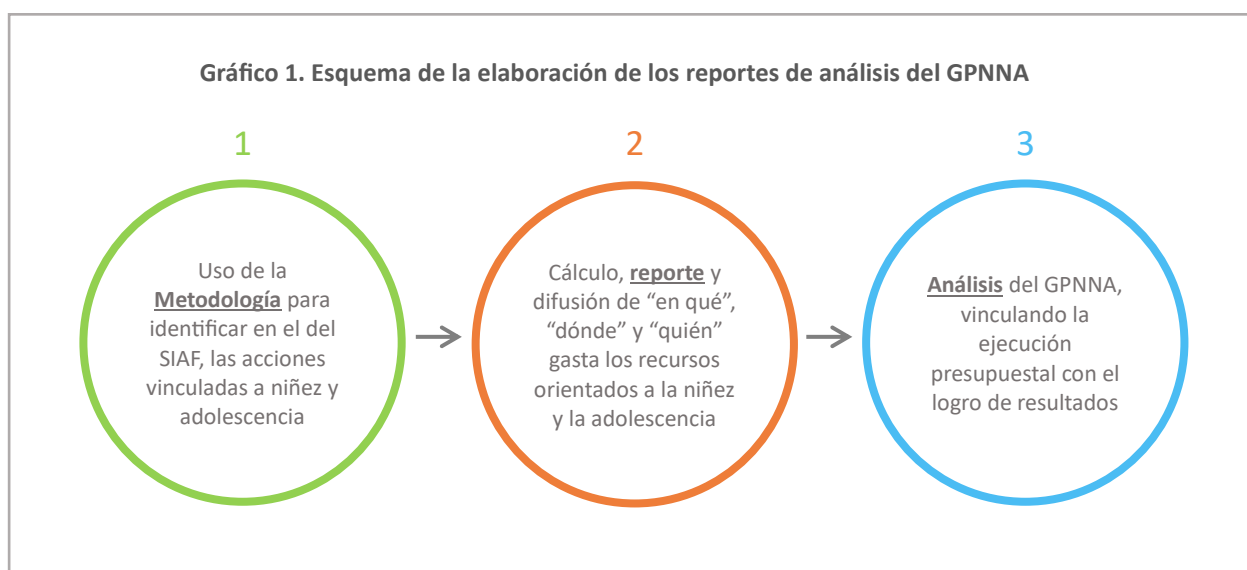 Gráfico 1. Esquema de la elaboración de los reportes de análisis del GPNNA
1
Uso de la
Metodología para
identificar en el del
SIAF, las acciones
vinculadas a niñez y
adolescencia
2
Cálculo, reporte y
difusión de “en qué”,
“dónde” y “quién”
gasta los recursos
orientados a la niñez
y la adolescencia
3
Análisis del GPNNA,
vinculando la
ejecución
presupuestal con el
logro de resultados